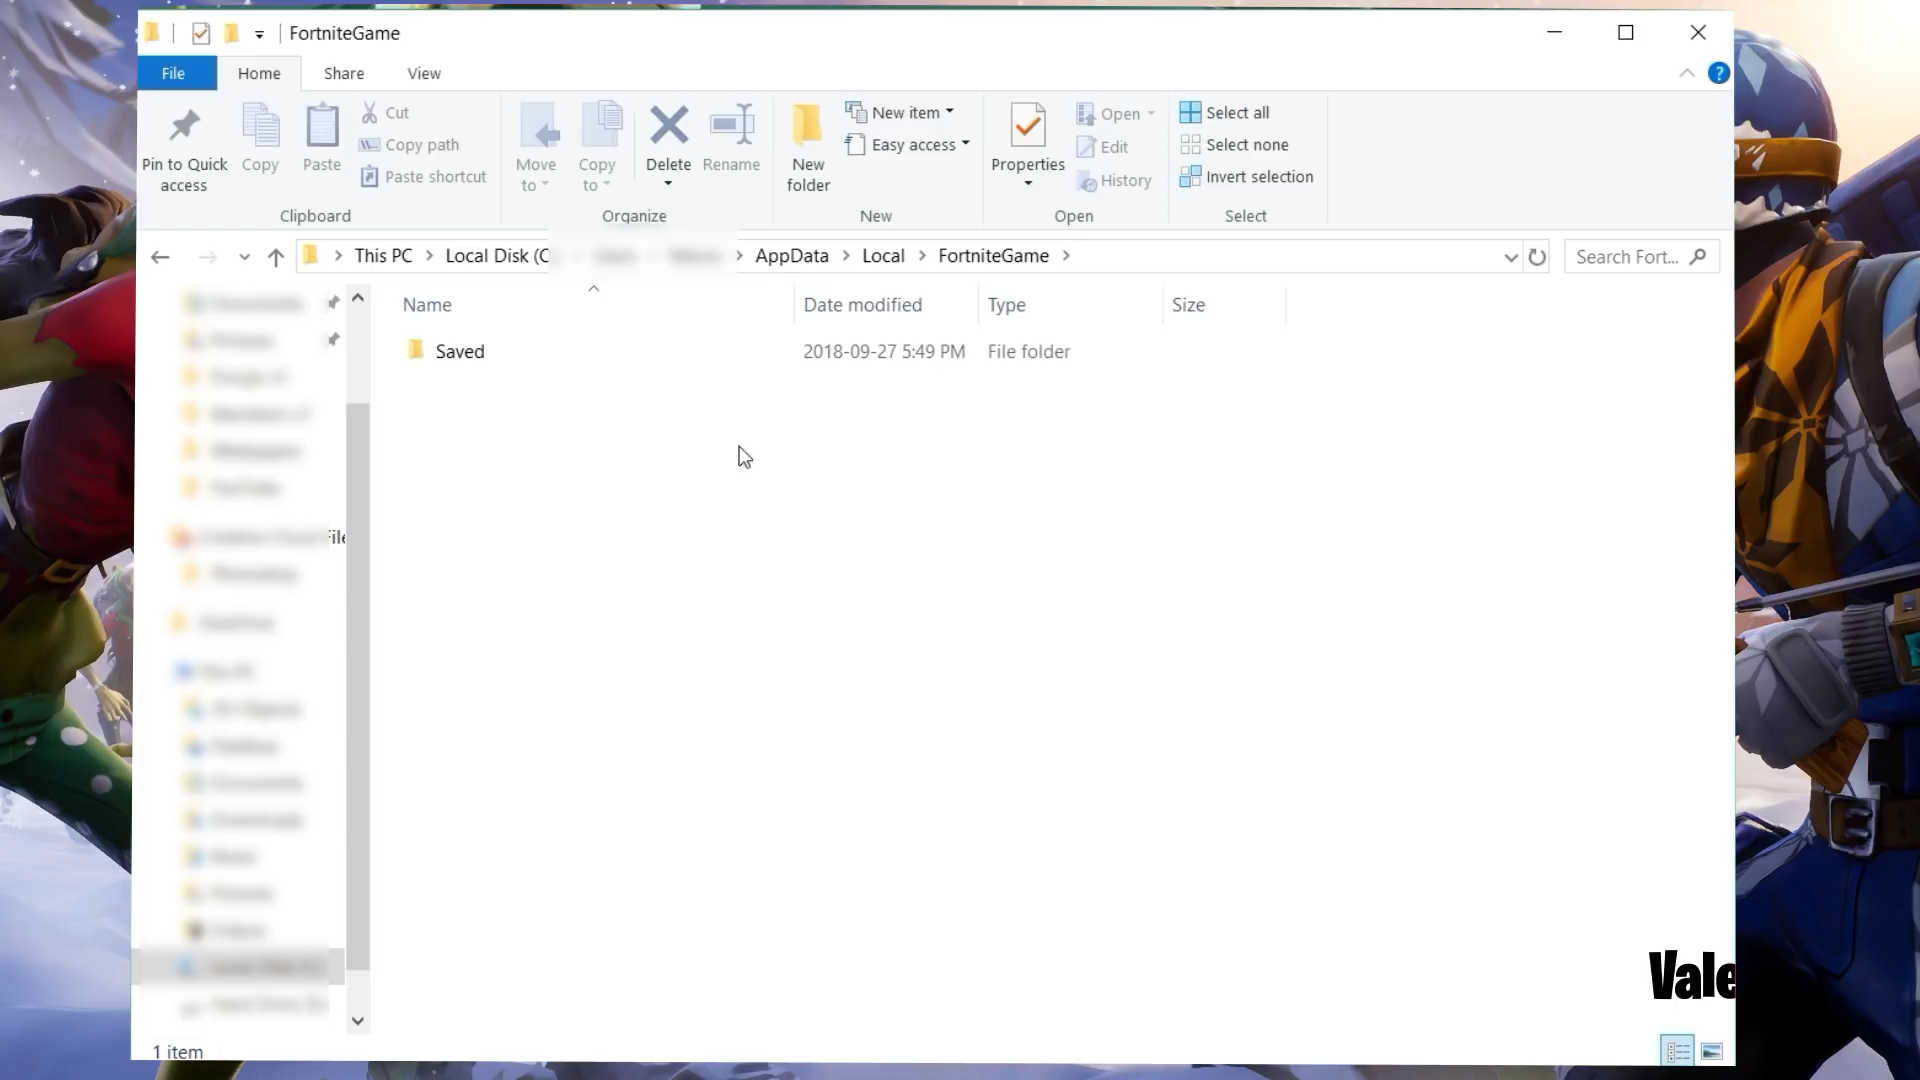 FortniteGame
File Home Share View
Pin to Quick access
Copy
Paste
Cut
Copy path
Paste shortcut
Clipboard
Move to
Copy to
Delete
Rename
Organize
New folder
New item
Easy access
New
Properties
Open
Edit
History
Open
Select all
Select none
Invert selection
Select
This PC > Local Disk (C > AppData > Local > FortniteGame >
Search Fort...
Name Date modified Type Size
Saved 2018-09-27 5:49 PM File folder
File
Vale
1 item